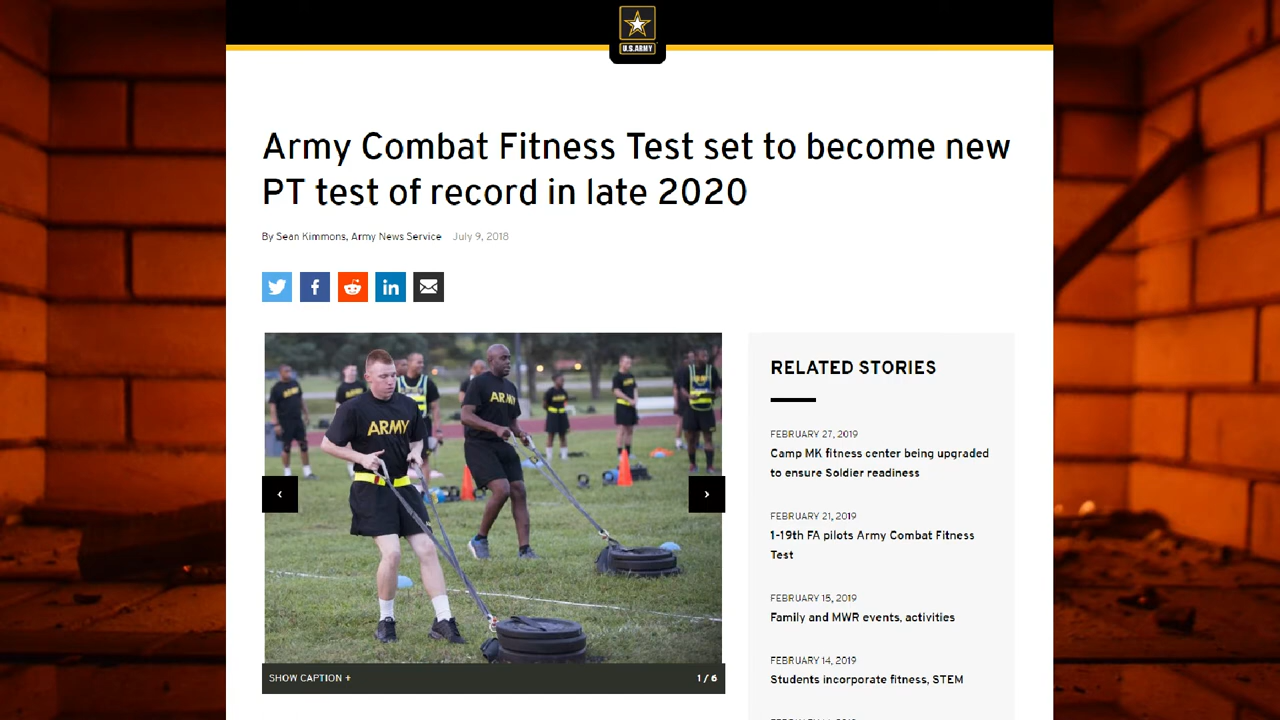 U.S.ARMY
Army Combat Fitness Test set to become new
PT test of record in late 2020
By Sean Kimmons, Army News Service July 9, 2018
ARMY
ARMY
SHOW CAPTION +
1 / 6
RELATED STORIES
FEBRUARY 27, 2019
Camp MK fitness center being upgraded
to ensure Soldier readiness
FEBRUARY 21, 2019
1-19th FA pilots Army Combat Fitness
Test
FEBRUARY 15, 2019
Family and MWR events, activities
FEBRUARY 14, 2019
Students incorporate fitness, STEM